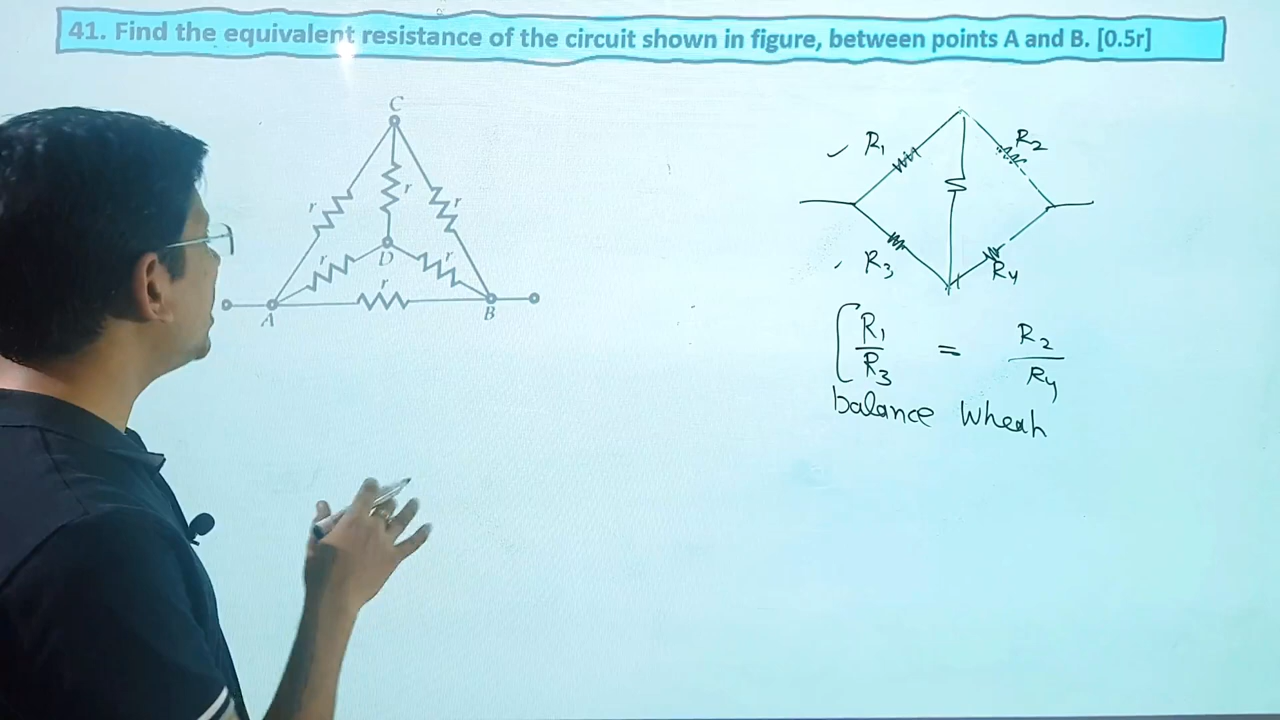 41. Find the equivalent resistance of the circuit shown in figure, between points A and B. [0.5r]
C
r
r
r
r
D
r
r
A
B
R1
R2
R3
R4
R1
R3
=
R2
R4
balance Wheah